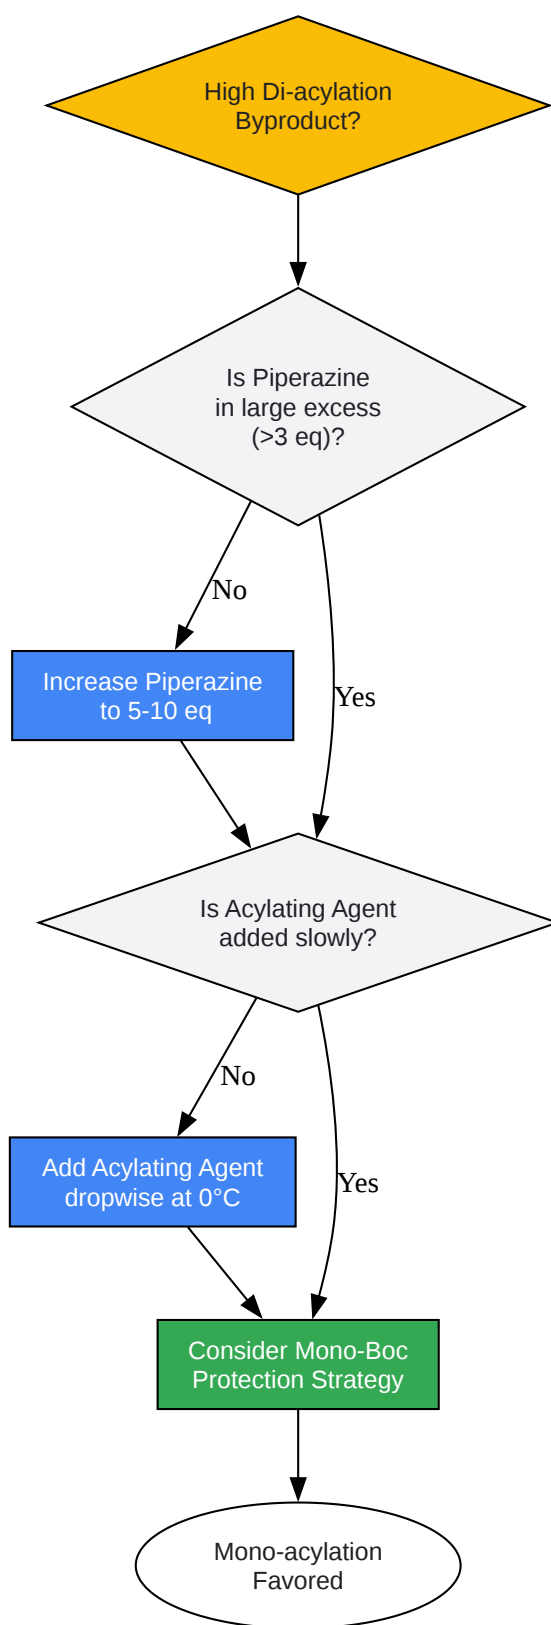 High Di-acylation
Byproduct?
Is Piperazine
in large excess
(>3 eq)?
No
Increase Piperazine
to 5-10 eq
Yes
Is Acylating Agent
added slowly?
No
Add Acylating Agent
dropwise at 0°C
Yes
Consider Mono-Boc
Protection Strategy
Mono-acylation
Favored